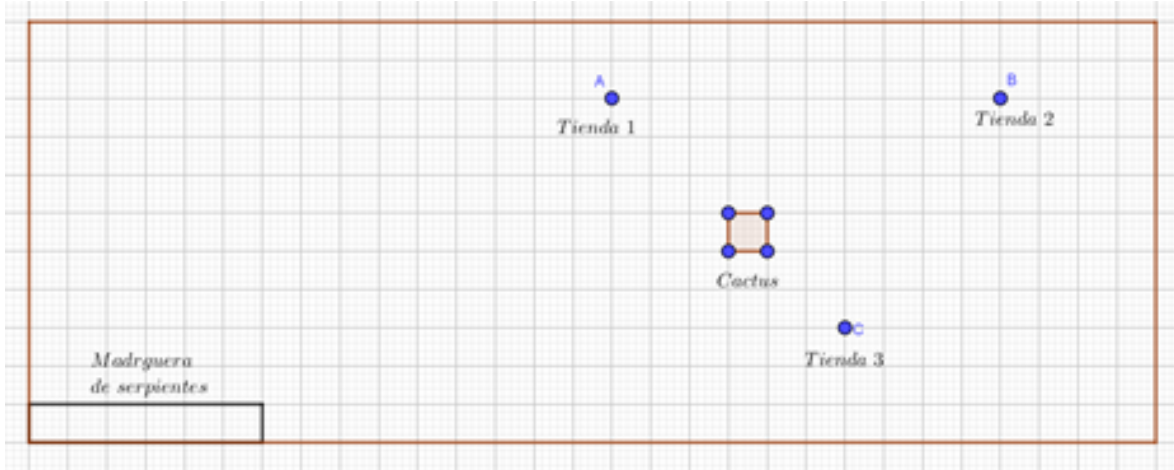 A
B
Tienda 1
Tienda 2
Cactus
C
Tienda 3
Madrguera
de serpientes